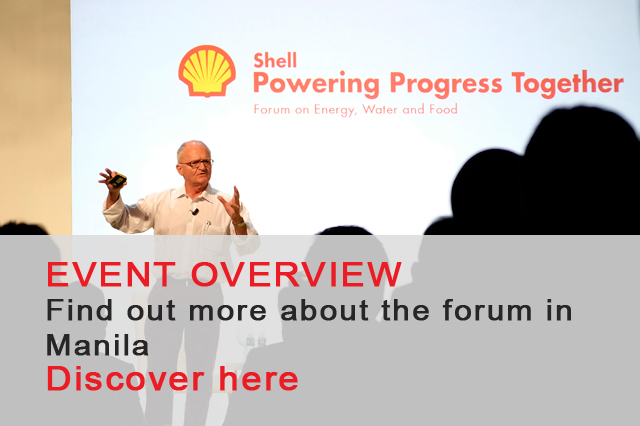 Shell
Powering Progress Together
Forum on Energy, Water and Food
EVENT OVERVIEW
Find out more about the forum in
Manila
Discover here